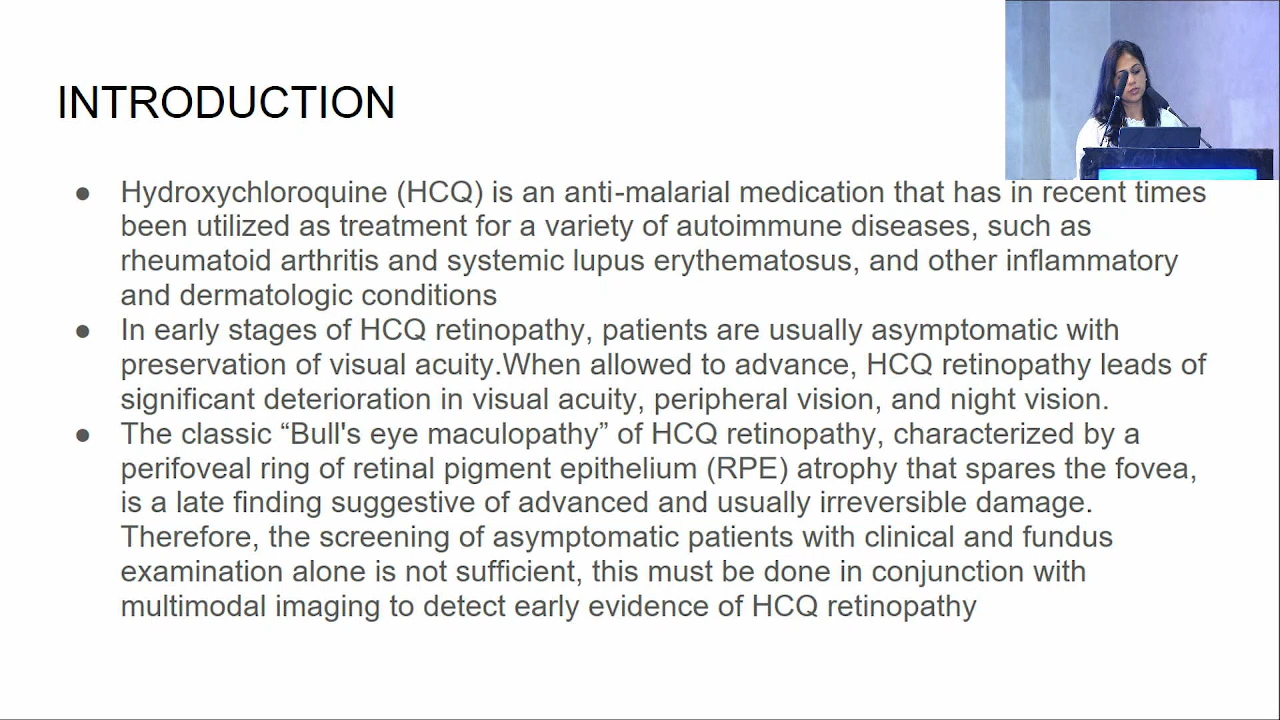 INTRODUCTION
● Hydroxychloroquine (HCQ) is an anti-malarial medication that has in recent times
been utilized as treatment for a variety of autoimmune diseases, such as
rheumatoid arthritis and systemic lupus erythematosus, and other inflammatory
and dermatologic conditions
● In early stages of HCQ retinopathy, patients are usually asymptomatic with
preservation of visual acuity.When allowed to advance, HCQ retinopathy leads of
significant deterioration in visual acuity, peripheral vision, and night vision.
● The classic “Bull's eye maculopathy” of HCQ retinopathy, characterized by a
perifoveal ring of retinal pigment epithelium (RPE) atrophy that spares the fovea,
is a late finding suggestive of advanced and usually irreversible damage.
Therefore, the screening of asymptomatic patients with clinical and fundus
examination alone is not sufficient, this must be done in conjunction with
multimodal imaging to detect early evidence of HCQ retinopathy